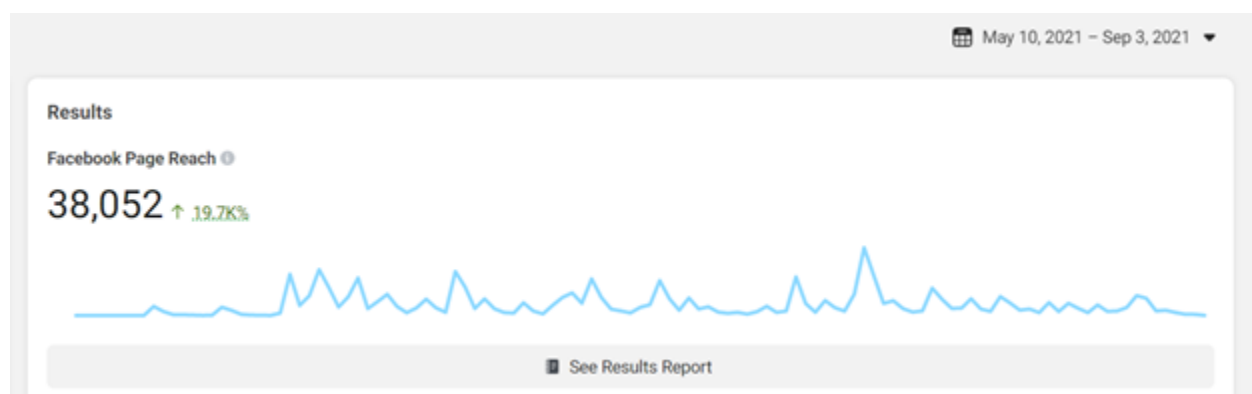 May 10, 2021 – Sep 3, 2021
Results
Facebook Page Reach
38,052 ↑ 19.7K%
See Results Report